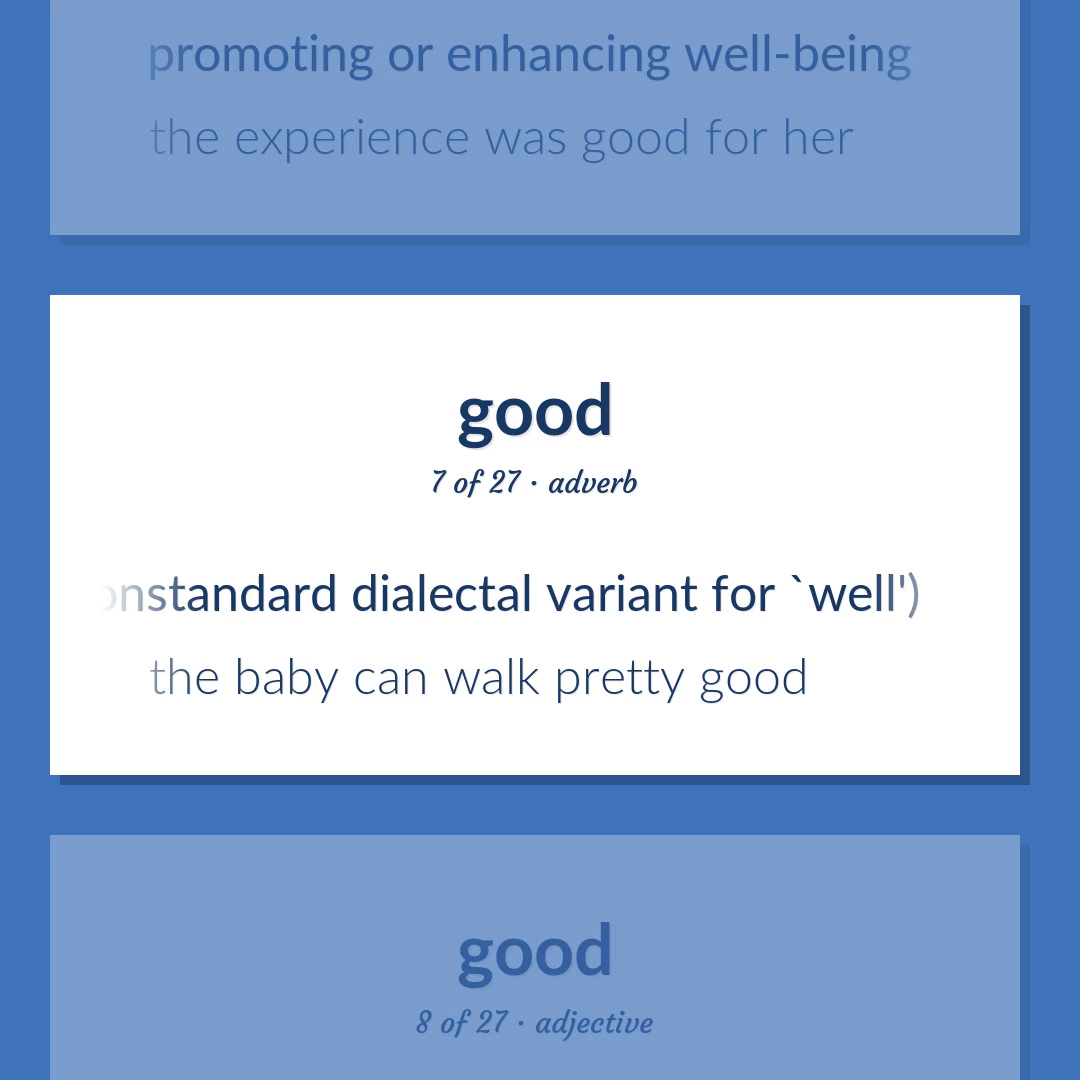 promoting or enhancing well-being
the experience was good for her
good
7 of 27 · adverb
onstandard dialectal variant for `well')
the baby can walk pretty good
good
8 of 27 · adjective